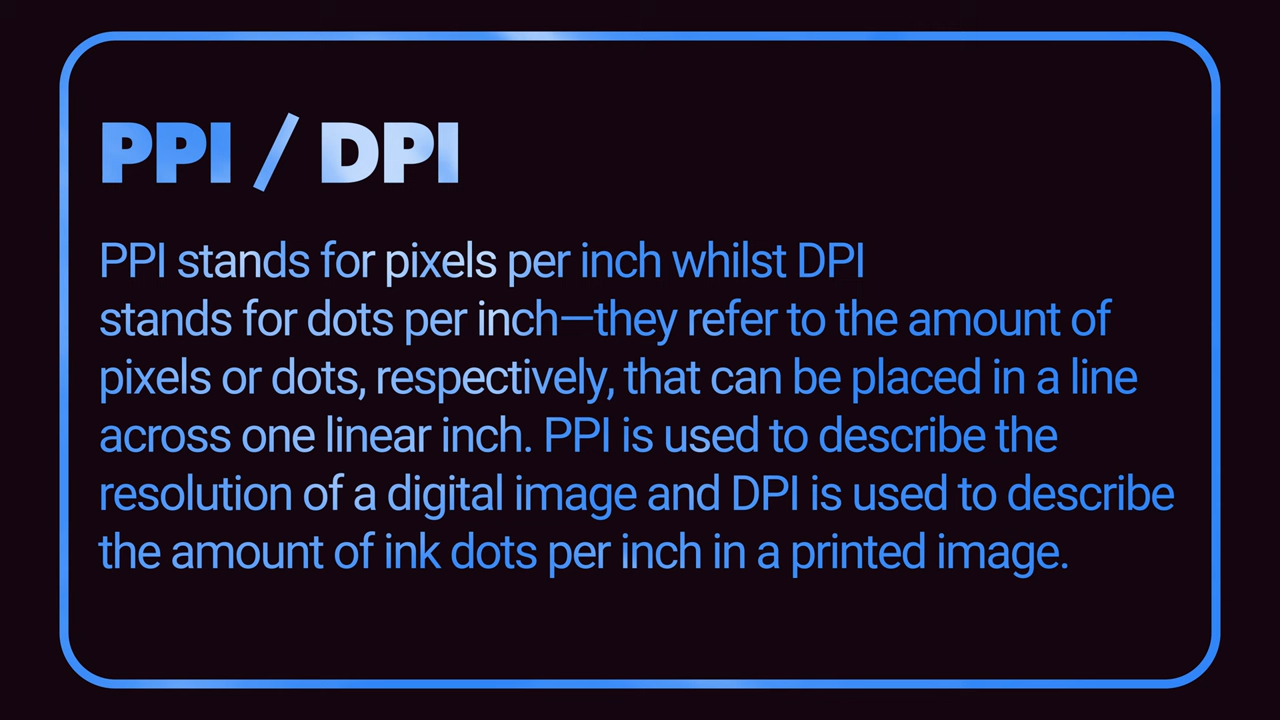 PPI / DPI
PPI stands for pixels per inch whilst DPI
stands for dots per inch—they refer to the amount of
pixels or dots, respectively, that can be placed in a line
across one linear inch. PPI is used to describe the
resolution of a digital image and DPI is used to describe
the amount of ink dots per inch in a printed image.